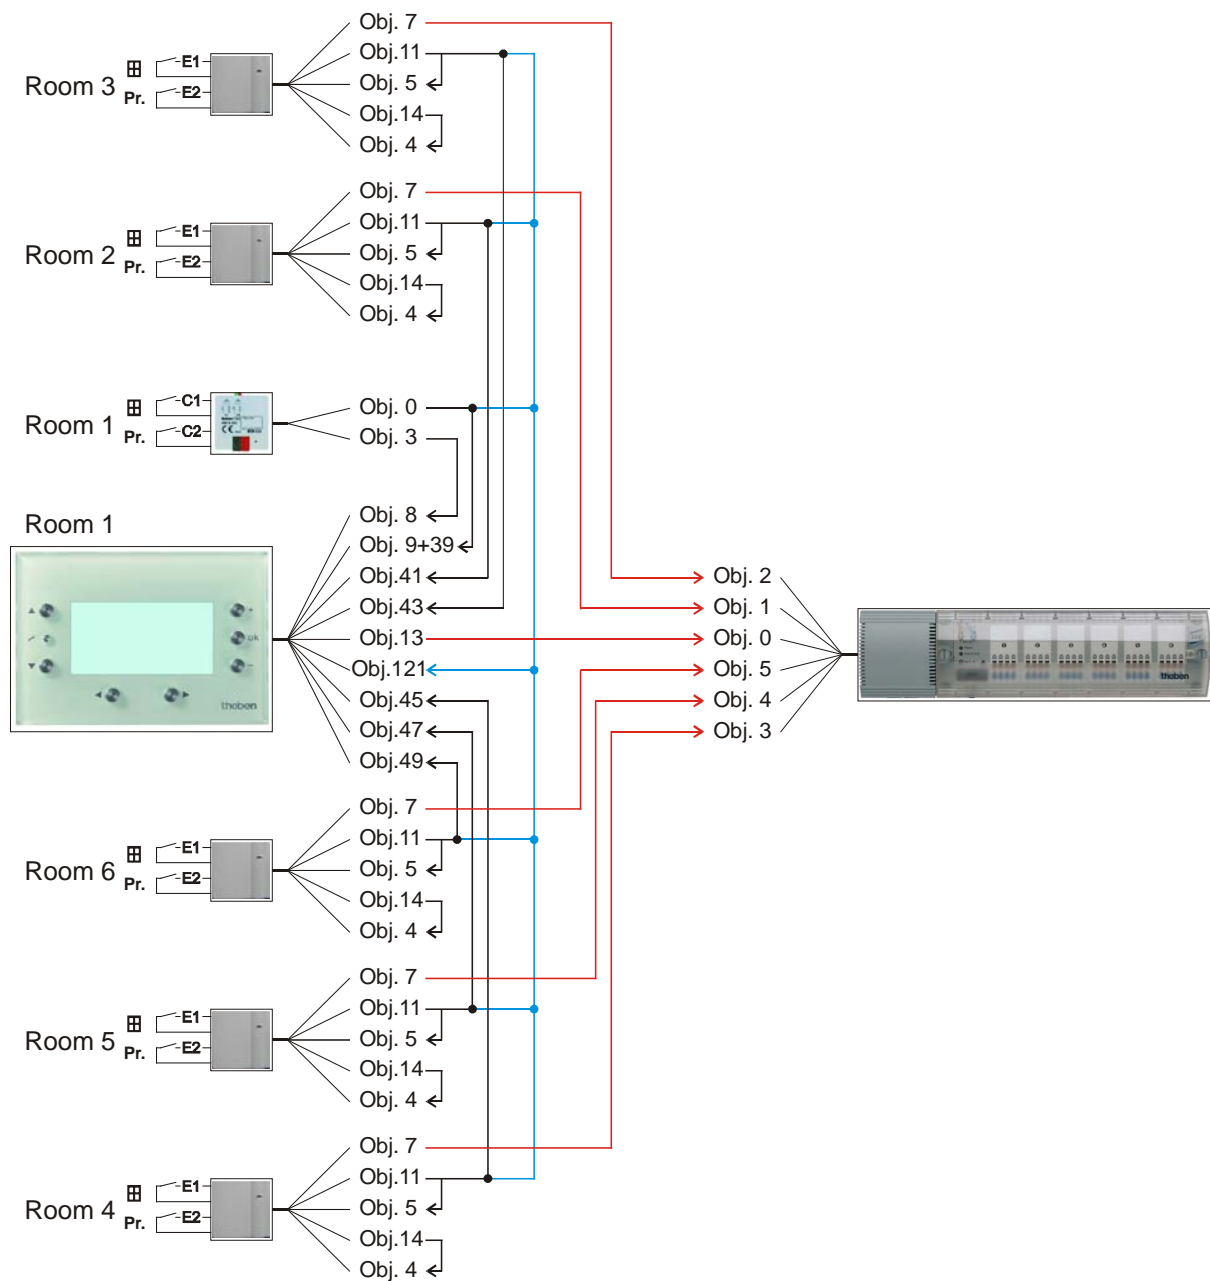 Obj. 7
Obj.11
Room 3
E1
Obj. 5
Pr.
E2
Obj.14
Obj. 4
Obj. 7
Obj.11
Room 2
E1
Obj. 5
Pr.
E2
Obj.14
Obj. 4
Room 1
C1
Obj. 0
Pr.
C2
Obj. 3
Room 1
Obj. 8
Obj. 9+39
Obj.41
Obj.43
Obj.13
Obj.121
Obj.45
Obj.47
Obj.49
ok
theben
Obj. 2
Obj. 1
Obj. 0
Obj. 5
Obj. 4
Obj. 3
theben
Obj. 7
Obj.11
Room 6
E1
Obj. 5
Pr.
E2
Obj.14
Obj. 4
Obj. 7
Obj.11
Room 5
E1
Obj. 5
Pr.
E2
Obj.14
Obj. 4
Obj. 7
Obj.11
Room 4
E1
Obj. 5
Pr.
E2
Obj.14
Obj. 4